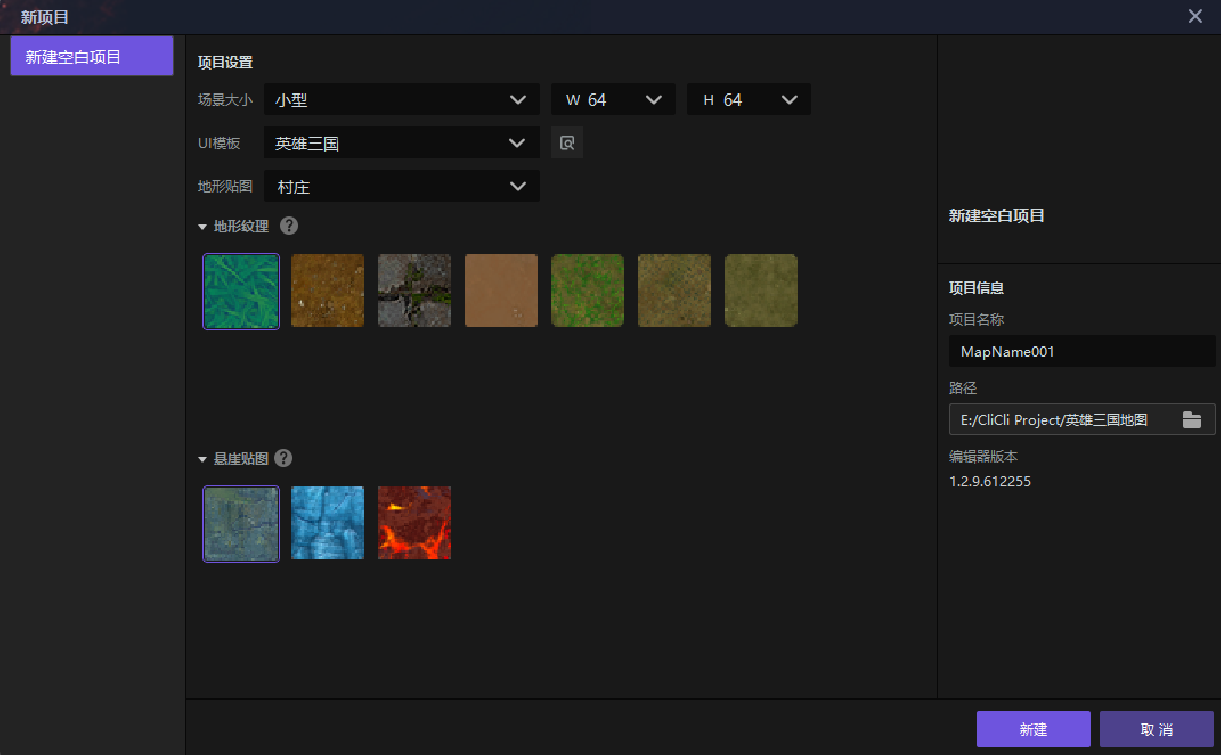 新项目
新建空白项目
项目设置
场景大小 小型 W 64 H 64
UI模板 英雄三国
地形贴图 村庄
地形纹理 ?
悬崖贴图 ?
新建空白项目
项目信息
项目名称
MapName001
路径
E:/CliCli Project/英雄三国地图
编辑器版本
1.2.9.612255
新建 取消